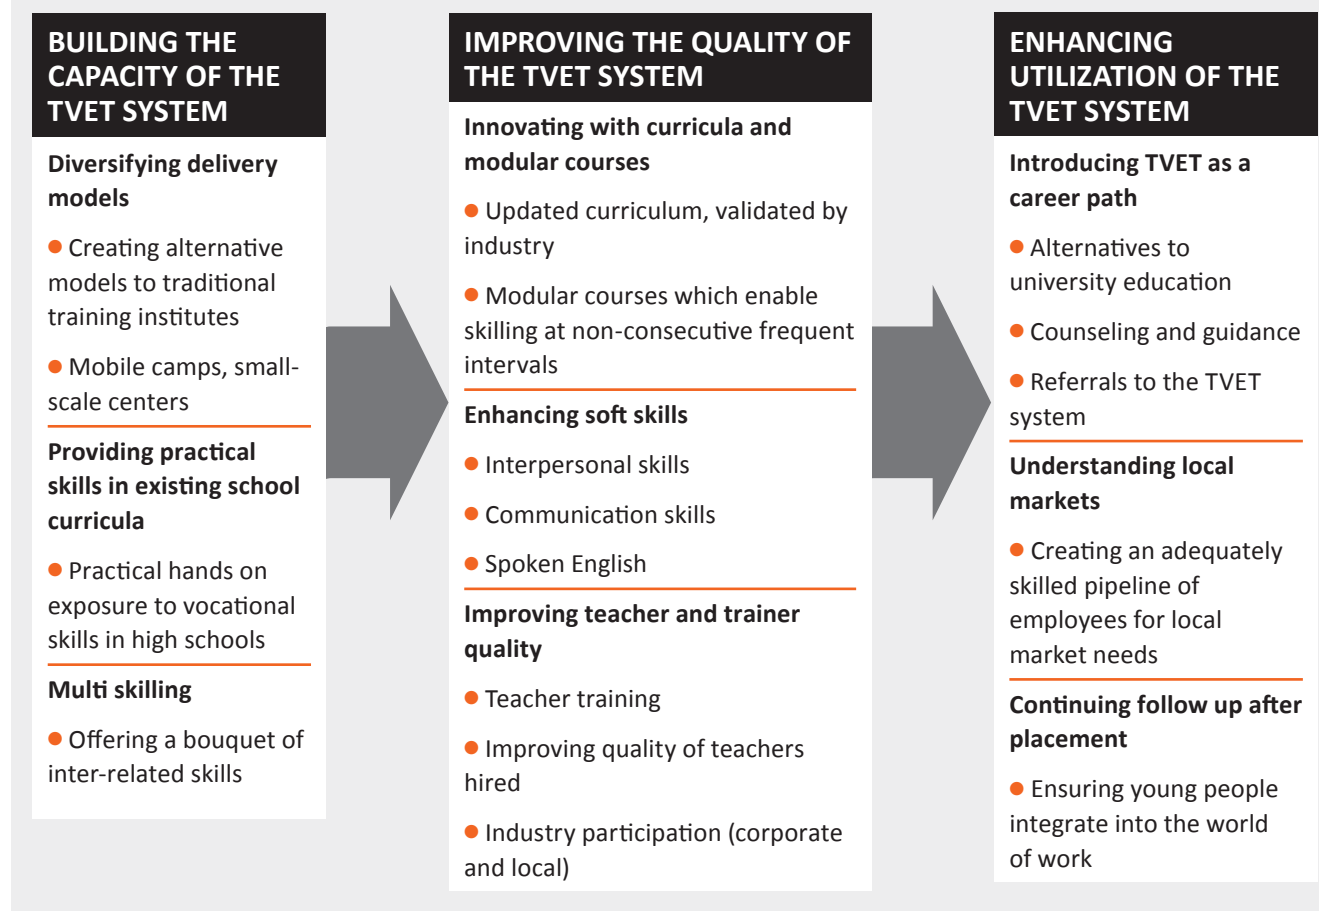 BUILDING THE
CAPACITY OF THE
TVET SYSTEM
Diversifying delivery
models
● Creating alternative
models to traditional
training institutes
● Mobile camps, small-
scale centers
Providing practical
skills in existing school
curricula
● Practical hands on
exposure to vocational
skills in high schools
Multi skilling
● Offering a bouquet of
inter-related skills
IMPROVING THE QUALITY OF
THE TVET SYSTEM
Innovating with curricula and
modular courses
● Updated curriculum, validated by
industry
● Modular courses which enable
skilling at non-consecutive frequent
intervals
Enhancing soft skills
● Interpersonal skills
● Communication skills
● Spoken English
Improving teacher and trainer
quality
● Teacher training
● Improving quality of teachers
hired
● Industry participation (corporate
and local)
ENHANCING
UTILIZATION OF THE
TVET SYSTEM
Introducing TVET as a
career path
● Alternatives to
university education
● Counseling and guidance
● Referrals to the TVET
system
Understanding local
markets
● Creating an adequately
skilled pipeline of
employees for local
market needs
Continuing follow up after
placement
● Ensuring young people
integrate into the world
of work